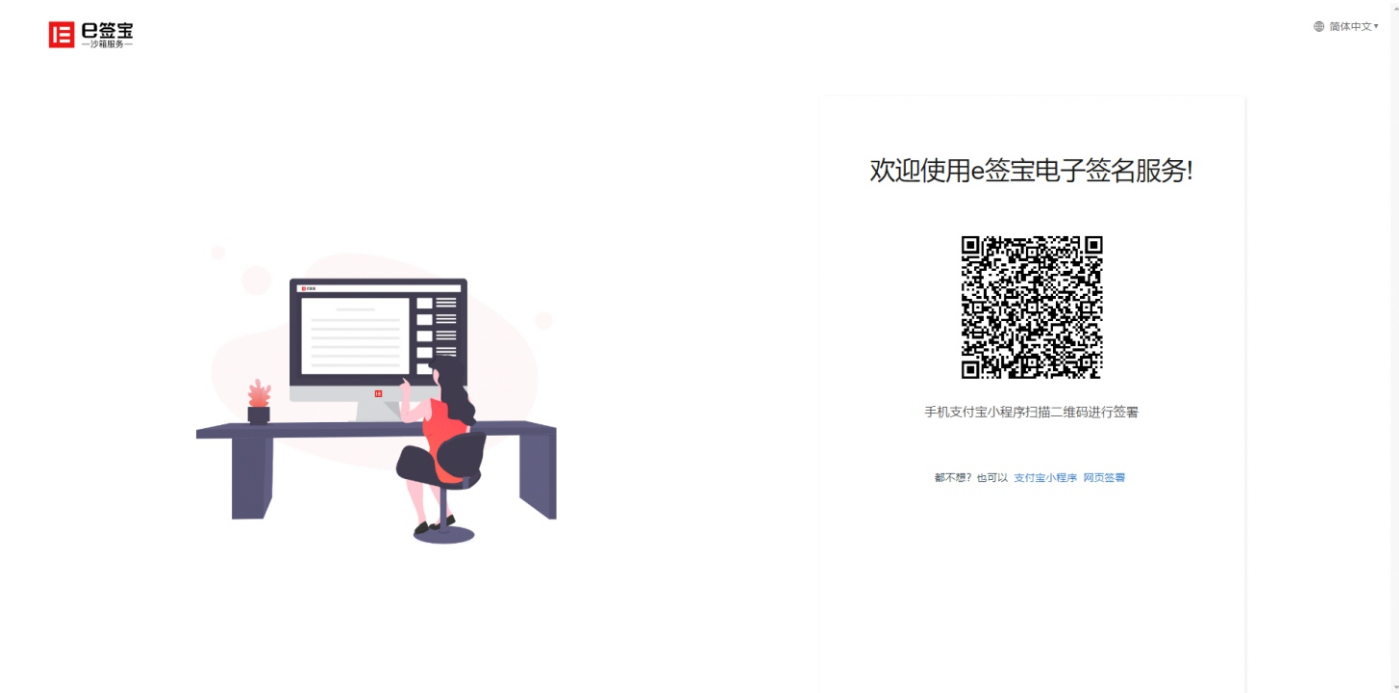 e签宝
—沙箱服务—
简体中文
欢迎使用e签宝电子签名服务!
手机支付宝小程序扫描二维码进行签署
都不想？也可以 支付宝小程序 网页签署